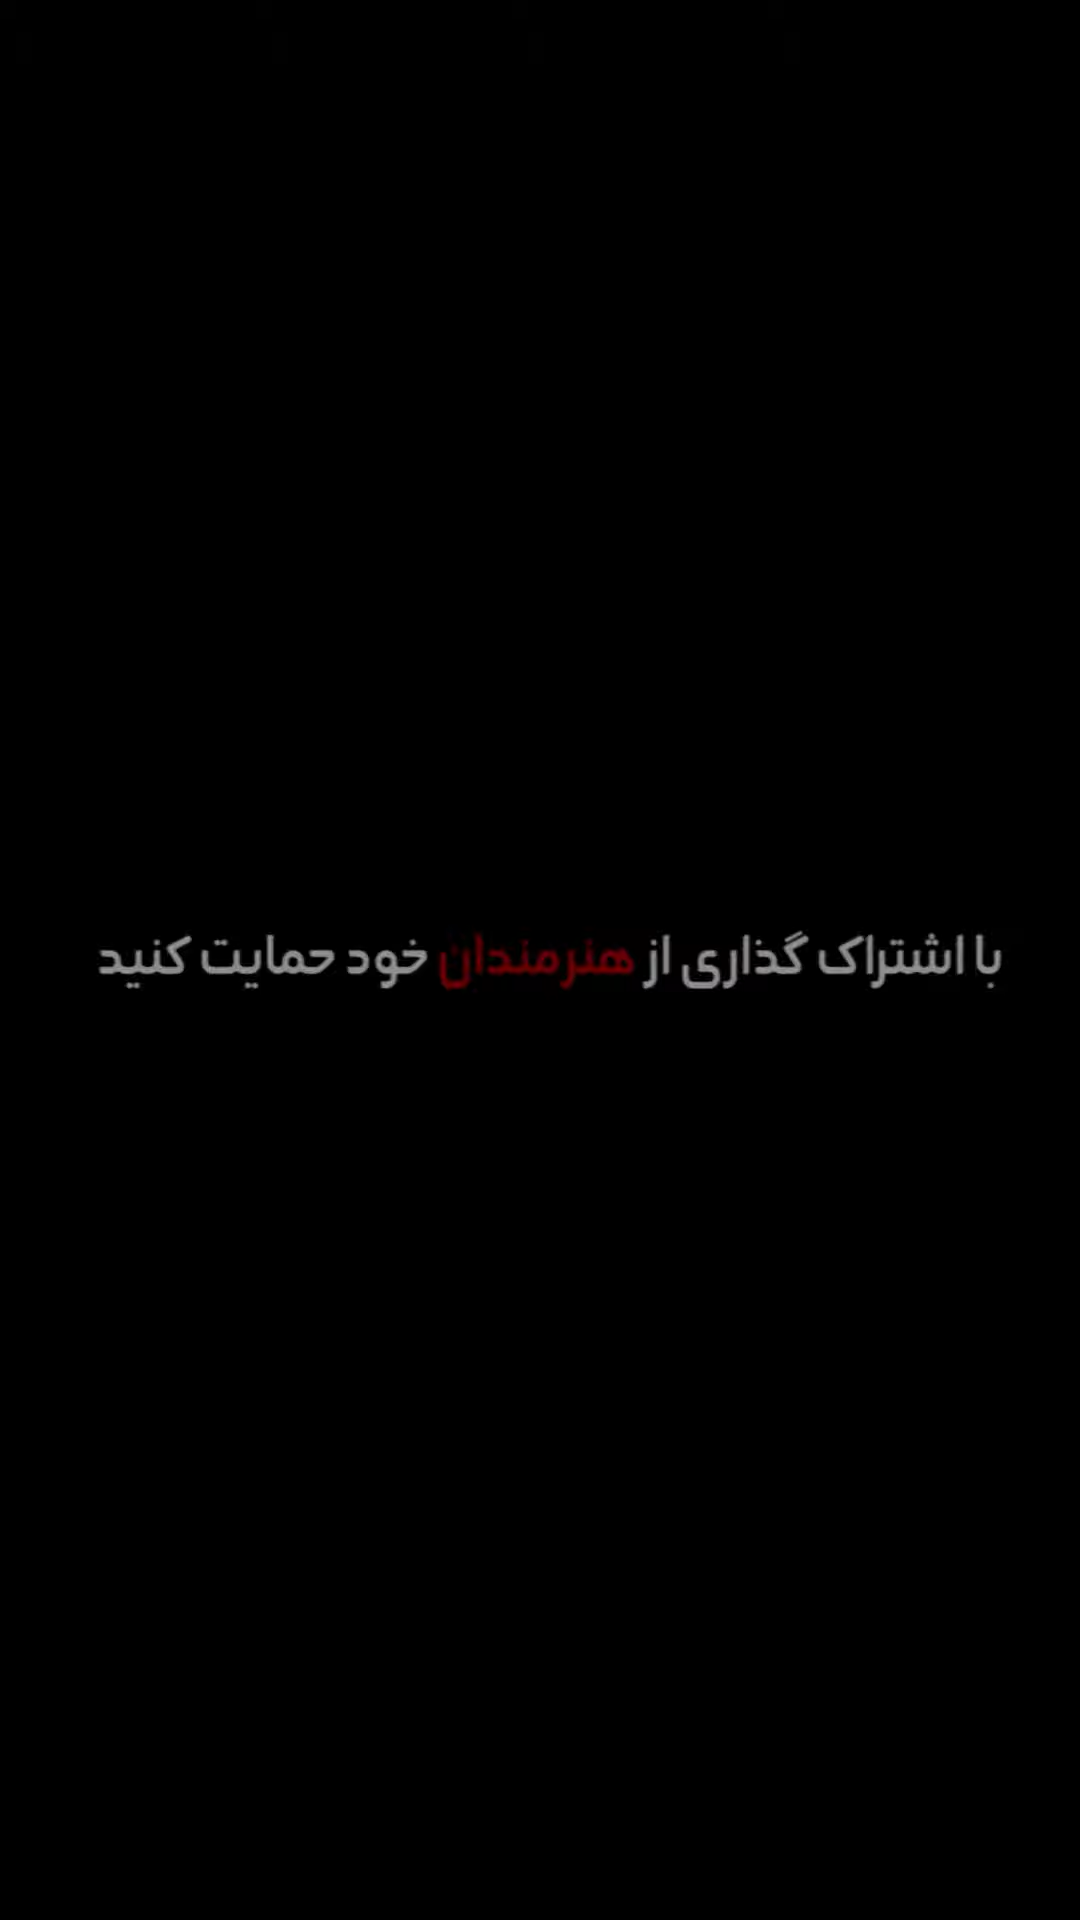 با اشتراک گذاری از هنرمندان خود حمایت کنید